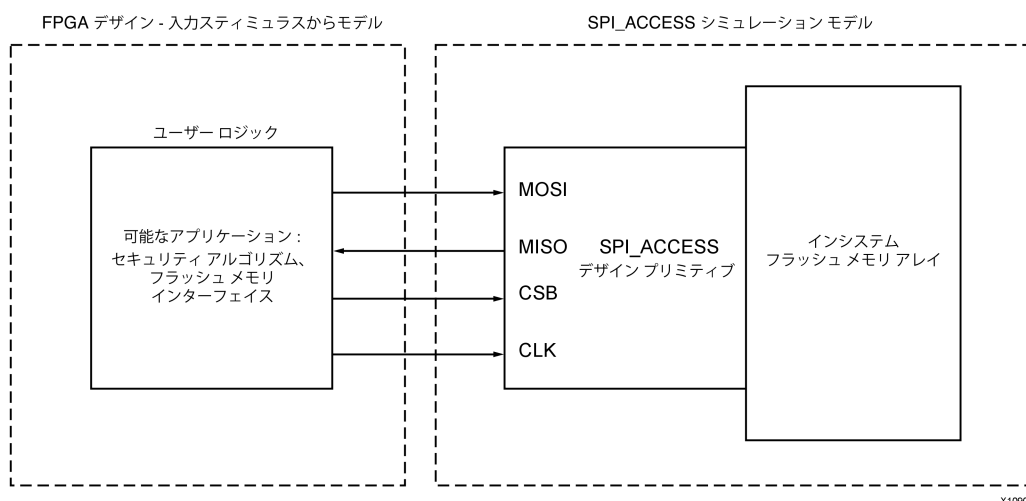 FPGA デザイン - 入力スティミュラスからモデル
SPI_ACCESS シミュレーション モデル
ユーザー ロジック
可能なアプリケーション :
セキュリティ アルゴリズム、
フラッシュ メモリ
インターフェイス
MOSI
MISO
CSB
CLK
SPI_ACCESS
デザイン プリミティブ
インシステム
フラッシュ メモリ アレイ